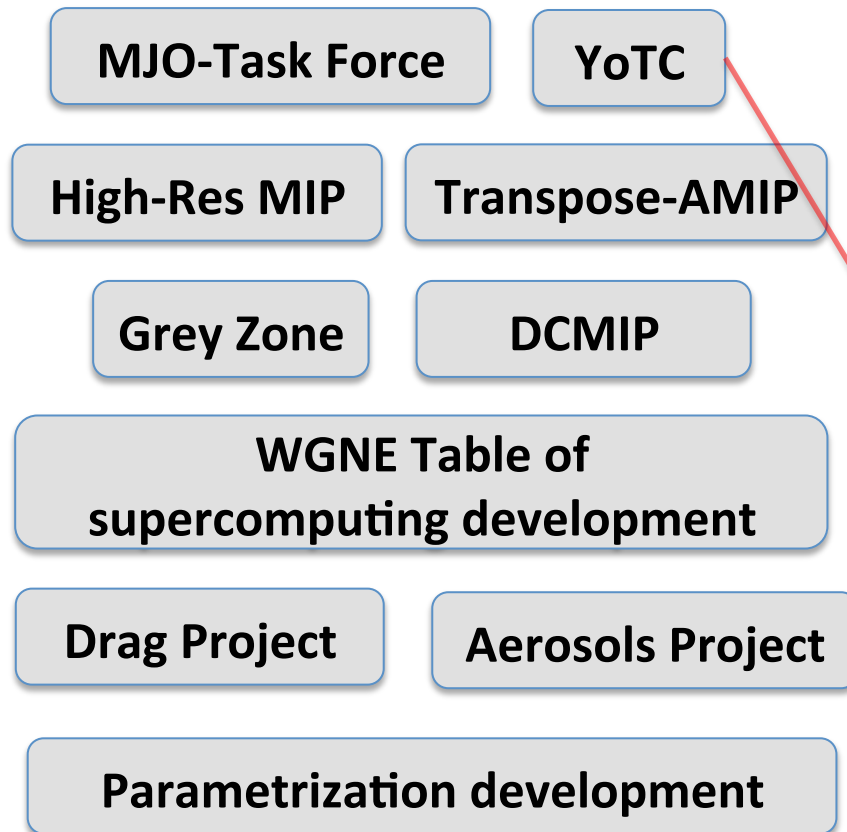 MJO-Task Force
YoTC
High-Res MIP
Transpose-AMIP
Grey Zone
DCMIP
WGNE Table of
supercomputing development
Drag Project
Aerosols Project
Parametrization development